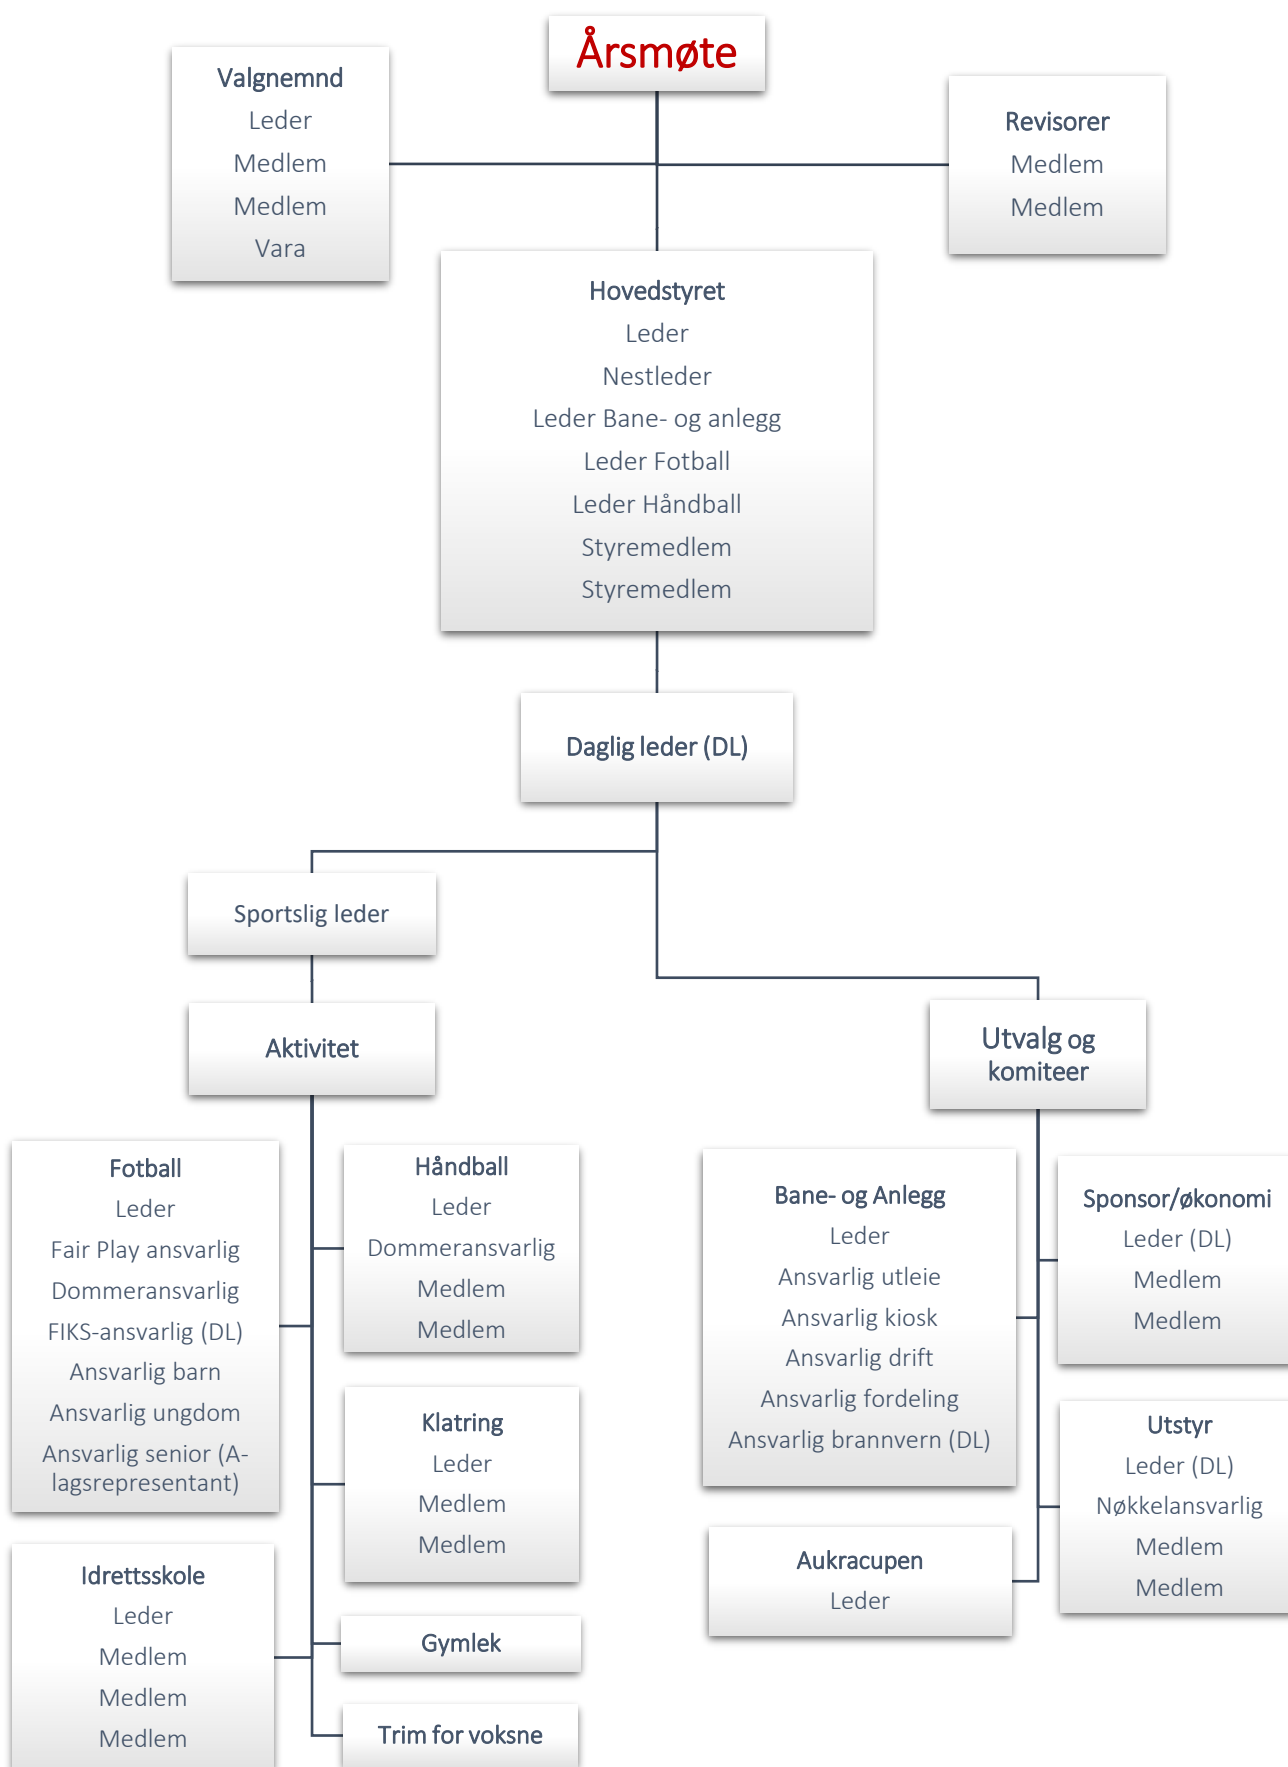 Årsmøte
Valgnemnd
Leder
Medlem
Medlem
Vara
Revisorer
Medlem
Medlem
Hovedstyret
Leder
Nestleder
Leder Bane- og anlegg
Leder Fotball
Leder Håndball
Styremedlem
Styremedlem
Daglig leder (DL)
Sportslig leder
Aktivitet
Utvalg og
komiteer
Fotball
Leder
Fair Play ansvarlig
Dommeransvarlig
FIKS-ansvarlig (DL)
Ansvarlig barn
Ansvarlig ungdom
Ansvarlig senior (A-
lagsrepresentant)
Håndball
Leder
Dommeransvarlig
Medlem
Medlem
Klatring
Leder
Medlem
Medlem
Idrettsskole
Leder
Medlem
Medlem
Medlem
Gymlek
Trim for voksne
Bane- og Anlegg
Leder
Ansvarlig utleie
Ansvarlig kiosk
Ansvarlig drift
Ansvarlig fordeling
Ansvarlig brannvern (DL)
Sponsor/økonomi
Leder (DL)
Medlem
Medlem
Utstyr
Leder (DL)
Nøkkelansvarlig
Medlem
Medlem
Aukracupen
Leder